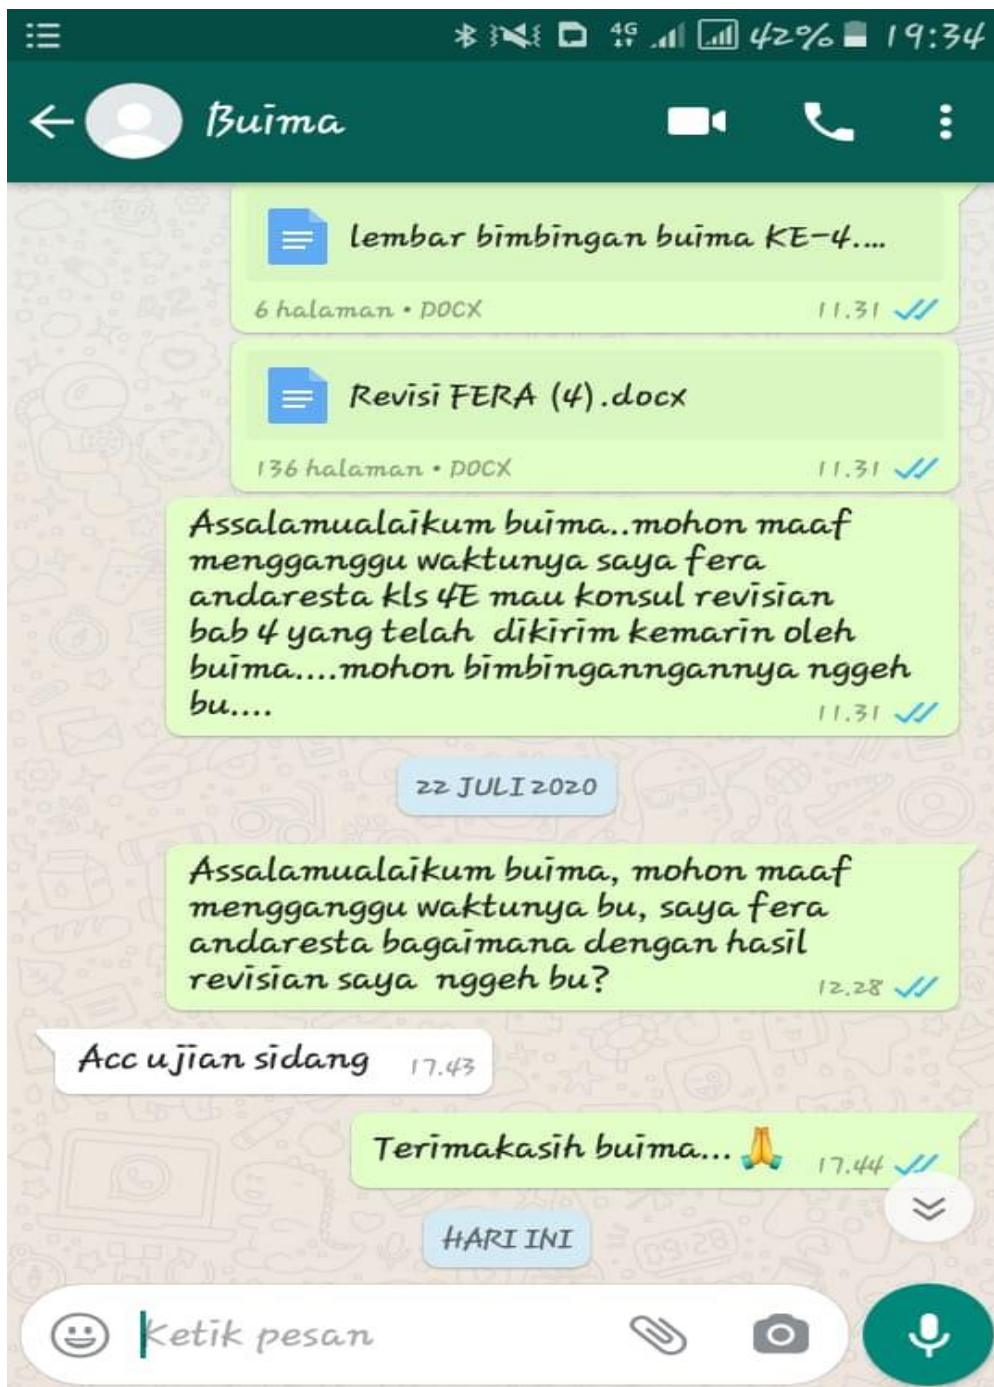 4G 42% 19:34
Buima
lembar bimbingan buima KE-4....
6 halaman • DOCX 11.31
Revisi FERA (4).docx
136 halaman • DOCX 11.31
Assalamualaikum buima..mohon maaf
mengganggu waktunya saya fera
andaresta kls 4E mau konsul revisian
bab 4 yang telah dikirim kemarin oleh
buima....mohon bimbinganngannya nggeh
bu.... 11.31
22 JULI 2020
Assalamualaikum buima, mohon maaf
mengganggu waktunya bu, saya fera
andaresta bagaimana dengan hasil
revisian saya nggeh bu? 12.28
Acc ujian sidang 17.43
Terimakasih buima... 🙏 17.44
HARI INI
Ketik pesan